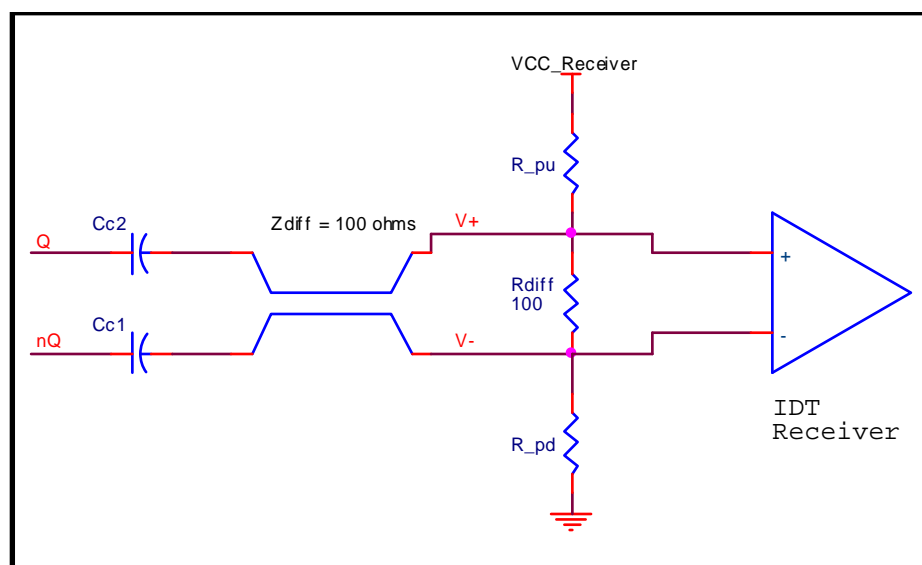 VCC_Receiver
R_pu
Cc2
Zdiff = 100 ohms
V+
Q
+
Rdiff
100
Cc1
nQ
V-
-
IDT
Receiver
R_pd